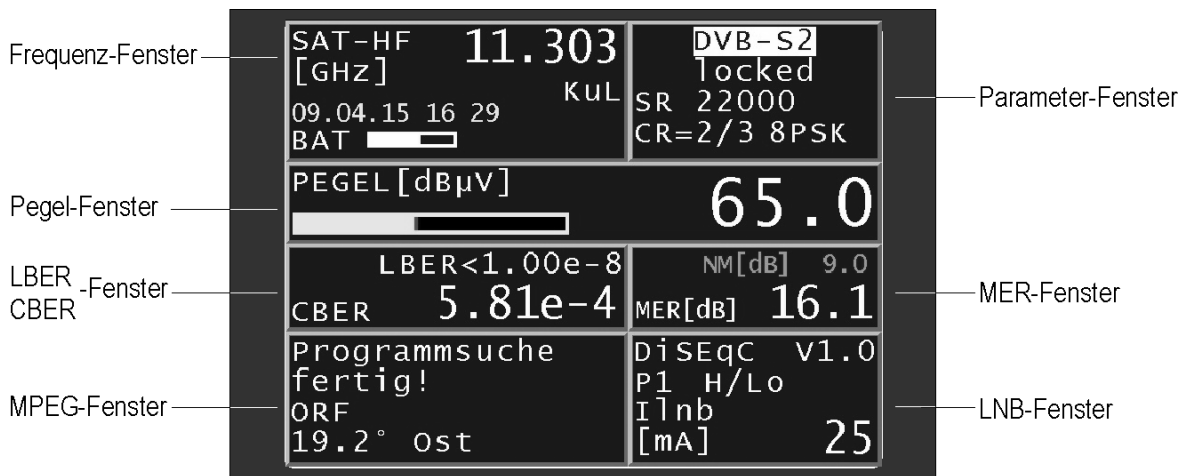 Frequenz-Fenster
SAT-HF 11.303
[GHz]
KuL
09.04.15 16 29
BAT
DVB-S2
locked
SR 22000
CR=2/3 8PSK
Parameter-Fenster
Pegel-Fenster
PEGEL[dBµV] 65.0
LBER
CBER -Fenster
LBER<1.00e-8
CBER 5.81e-4
NM[dB] 9.0
MER[dB] 16.1
MER-Fenster
MPEG-Fenster
Programmsuche
fertig!
ORF
19.2° Ost
DiSEqC V1.0
P1 H/Lo
Ilnb
[mA] 25
LNB-Fenster